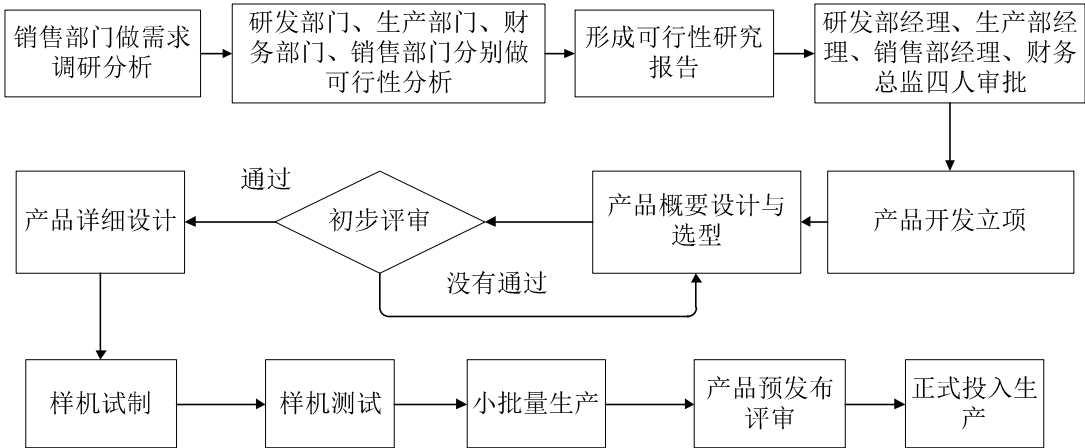 销售部门做需求
调研分析
研发部门、生产部门、财
务部门、销售部门分别做
可行性分析
形成可行性研究
报告
研发部经理、生产部经
理、销售部经理、财务
总监四人审批
产品详细设计
通过
初步评审
没有通过
产品概要设计与
选型
产品开发立项
样机试制
样机测试
小批量生产
产品预发布
评审
正式投入生
产